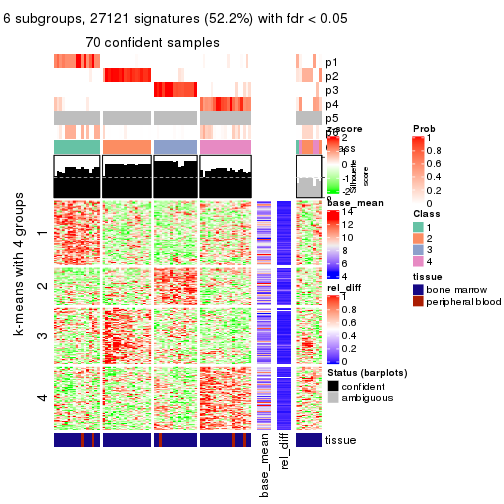 6 subgroups, 27121 signatures (52.2%) with fdr < 0.05
70 confident samples
p1
p2
p3
p4
p5
z-score
2
1
0
-1
-2
Silhouette score
base_mean
14
12
10
8
6
4
rel_diff
1
0.8
0.6
0.4
0.2
0
Status (barplots)
confident
ambiguous
Prob
1
0.8
0.6
0.4
0.2
0
Class
1
2
3
4
tissue
bone marrow
peripheral blood
k-means with 4 groups
1
2
3
4
tissue
base_mean
rel_diff